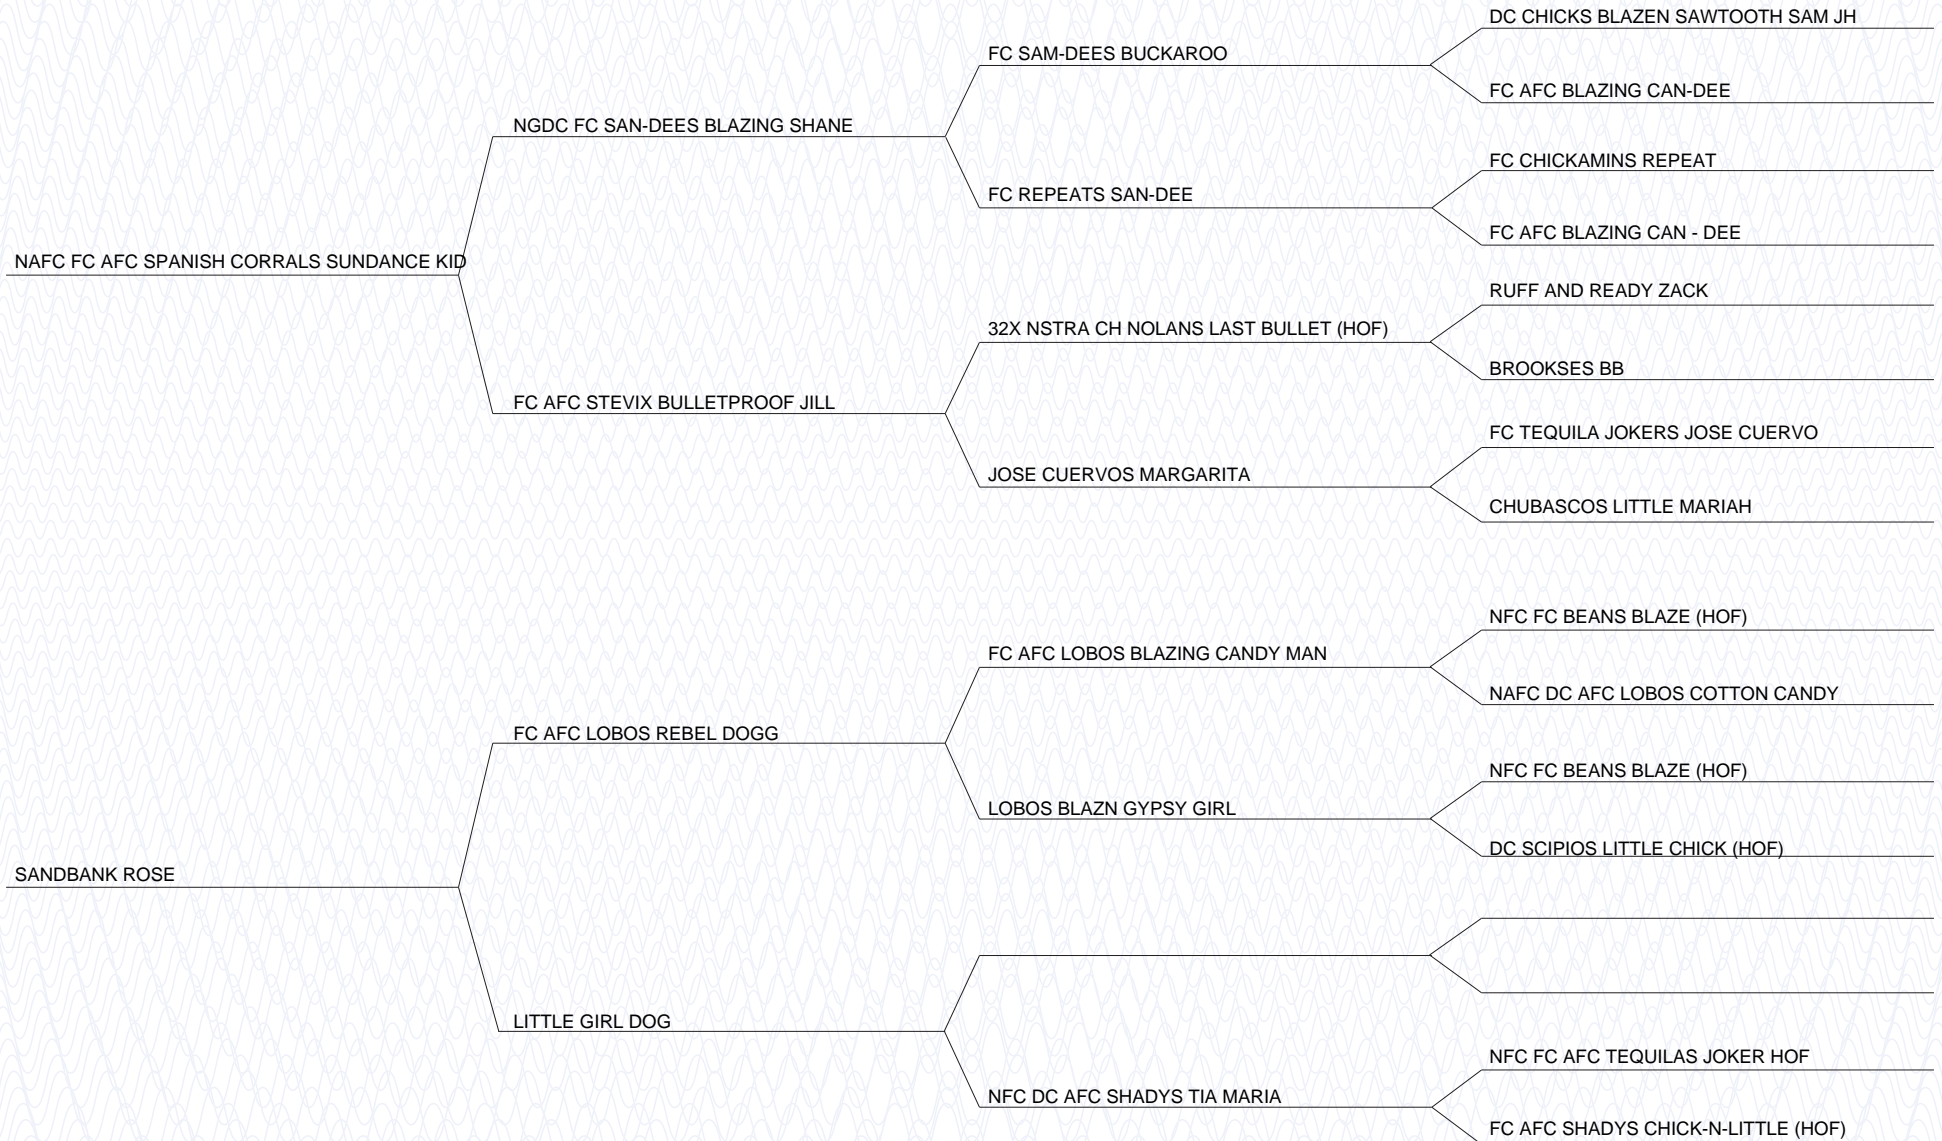 DC CHICKS BLAZEN SAWTOOTH SAM JH
FC SAM-DEES BUCKAROO
FC AFC BLAZING CAN-DEE
NGDC FC SAN-DEES BLAZING SHANE
FC CHICKAMINS REPEAT
FC REPEATS SAN-DEE
FC AFC BLAZING CAN - DEE
NAFC FC AFC SPANISH CORRALS SUNDANCE KID
RUFF AND READY ZACK
32X NSTRA CH NOLANS LAST BULLET (HOF)
BROOKSES BB
FC AFC STEVIX BULLETPROOF JILL
FC TEQUILA JOKERS JOSE CUERVO
JOSE CUERVOS MARGARITA
CHUBASCOS LITTLE MARIAH
NFC FC BEANS BLAZE (HOF)
FC AFC LOBOS BLAZING CANDY MAN
NAFC DC AFC LOBOS COTTON CANDY
FC AFC LOBOS REBEL DOGG
NFC FC BEANS BLAZE (HOF)
LOBOS BLAZN GYPSY GIRL
DC SCIPIOS LITTLE CHICK (HOF)
SANDBANK ROSE
LITTLE GIRL DOG
NFC FC AFC TEQUILAS JOKER HOF
NFC DC AFC SHADYS TIA MARIA
FC AFC SHADYS CHICK-N-LITTLE (HOF)